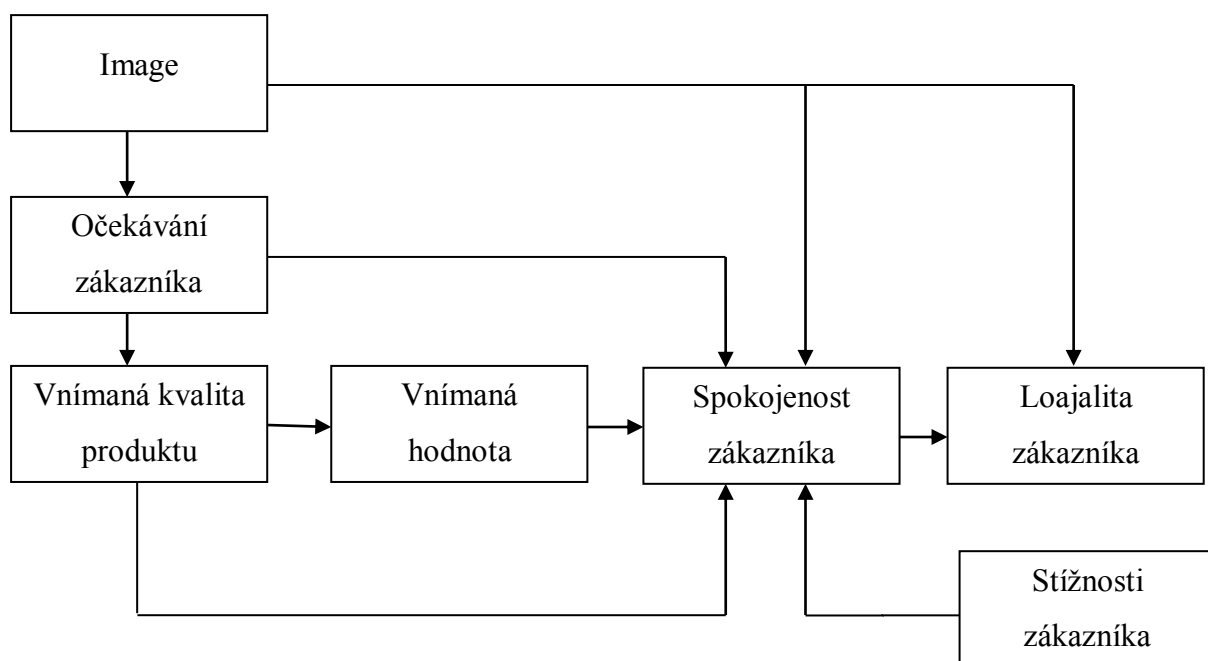 Image
Očekávání
zákazníka
Vnímaná kvalita
produktu
Vnímaná
hodnota
Spokojenost
zákazníka
Loajalita
zákazníka
Stížnosti
zákazníka